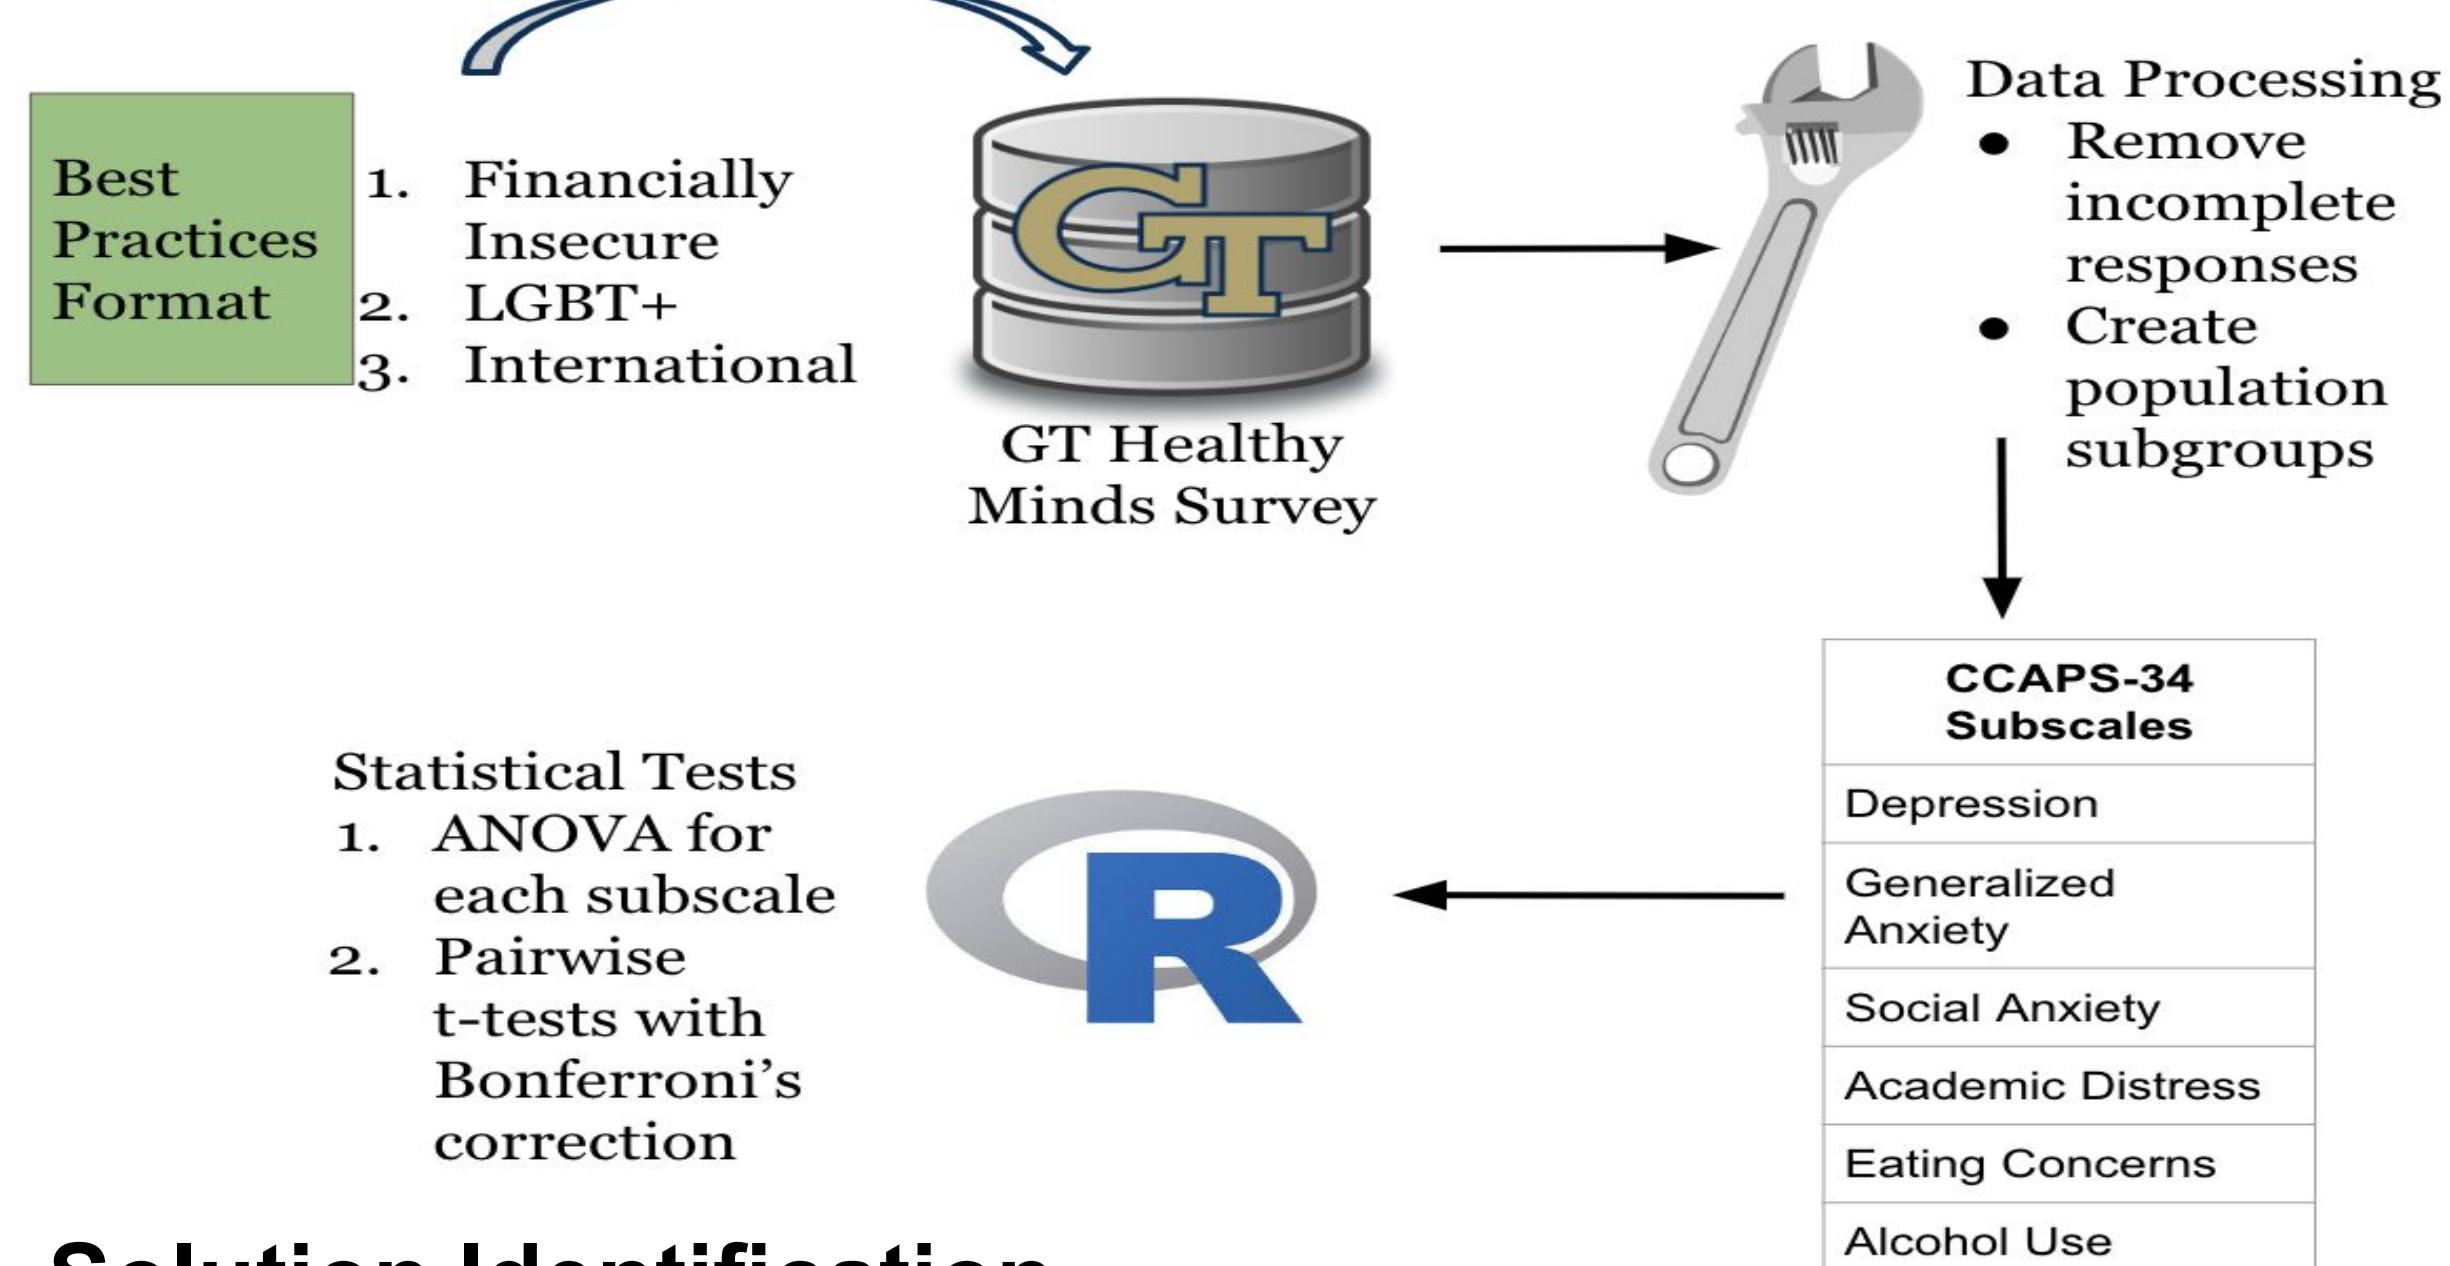 Best
Practices
Format
1. Financially
Insecure
2. LGBT+
3. International
GT
GT Healthy
Minds Survey
Data Processing
● Remove
incomplete
responses
● Create
population
subgroups
CCAPS-34
Subscales
Depression
Generalized
Anxiety
Social Anxiety
Academic Distress
Eating Concerns
Alcohol Use
R
Statistical Tests
1. ANOVA for
each subscale
2. Pairwise
t-tests with
Bonferroni’s
correction
Solution Identification